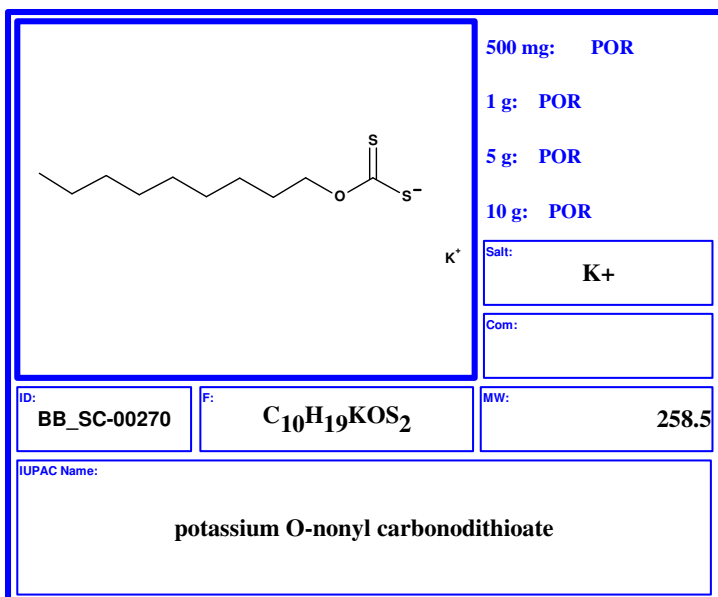 500 mg: POR
1 g: POR
5 g: POR
10 g: POR
S
O
S−
K+
Salt:
K+
Com:
ID:
BB_SC-00270
F:
C10H19KOS2
MW:
258.5
IUPAC Name:
potassium O-nonyl carbonodithioate